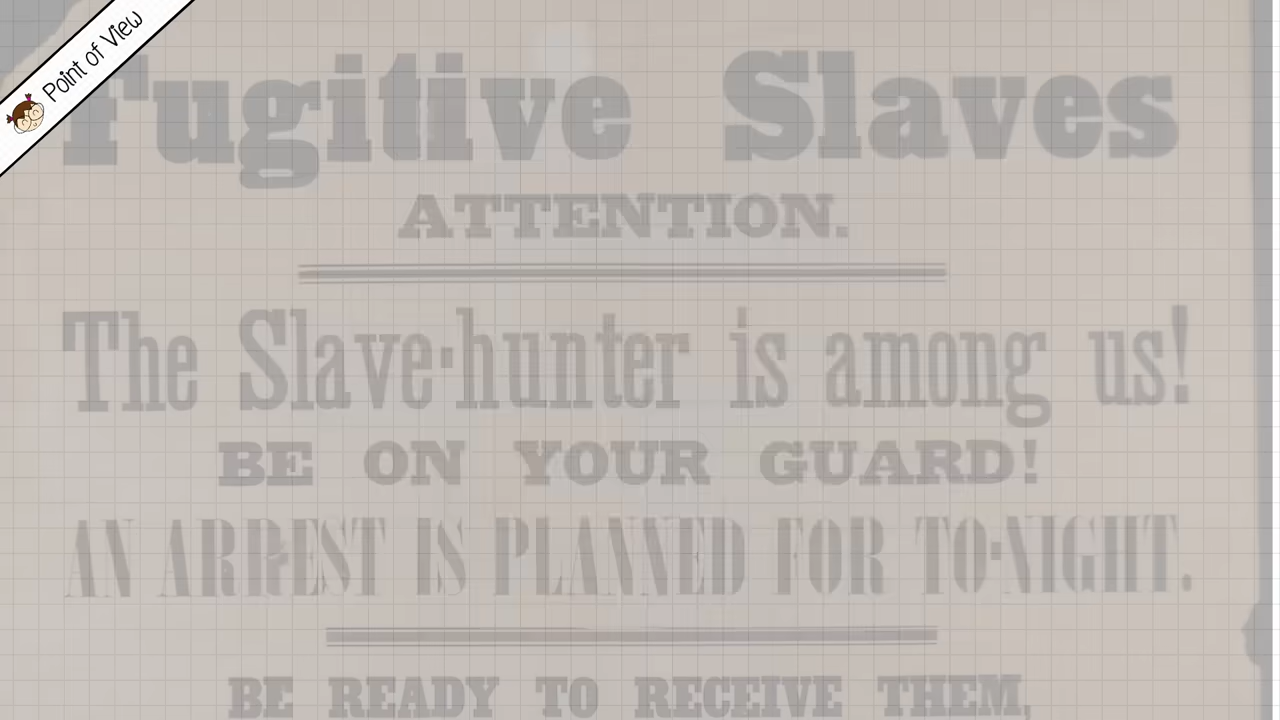 Point of View
Fugitive Slaves
ATTENTION.
The Slave-hunter is among us!
BE ON YOUR GUARD!
AN ARREST IS PLANNED FOR TO-NIGHT.
BE READY TO RECEIVE THEM,